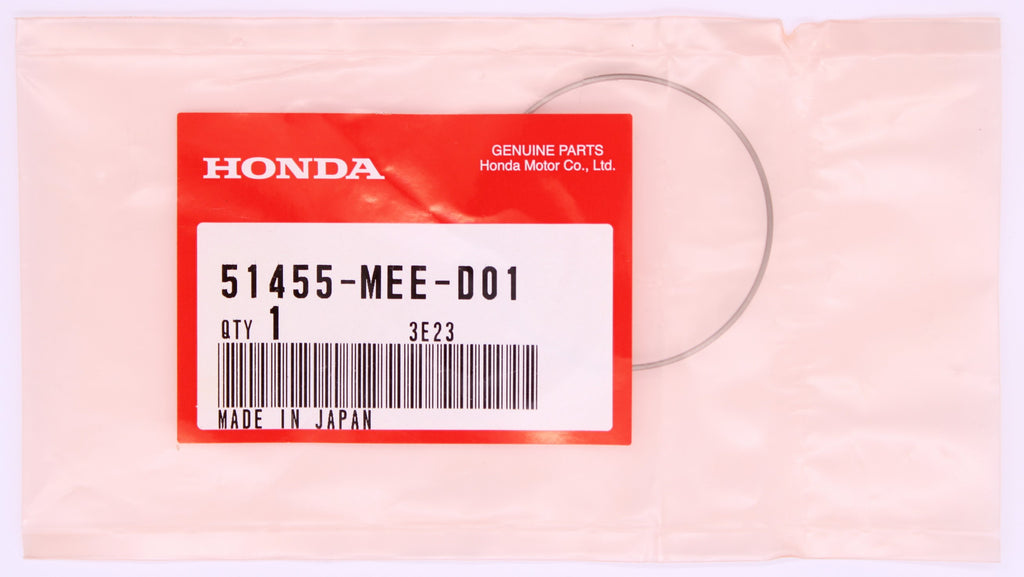 HONDA
GENUINE PARTS
Honda Motor Co., Ltd.
51455-MEE-D01
QTY 1 3E23
MADE IN JAPAN